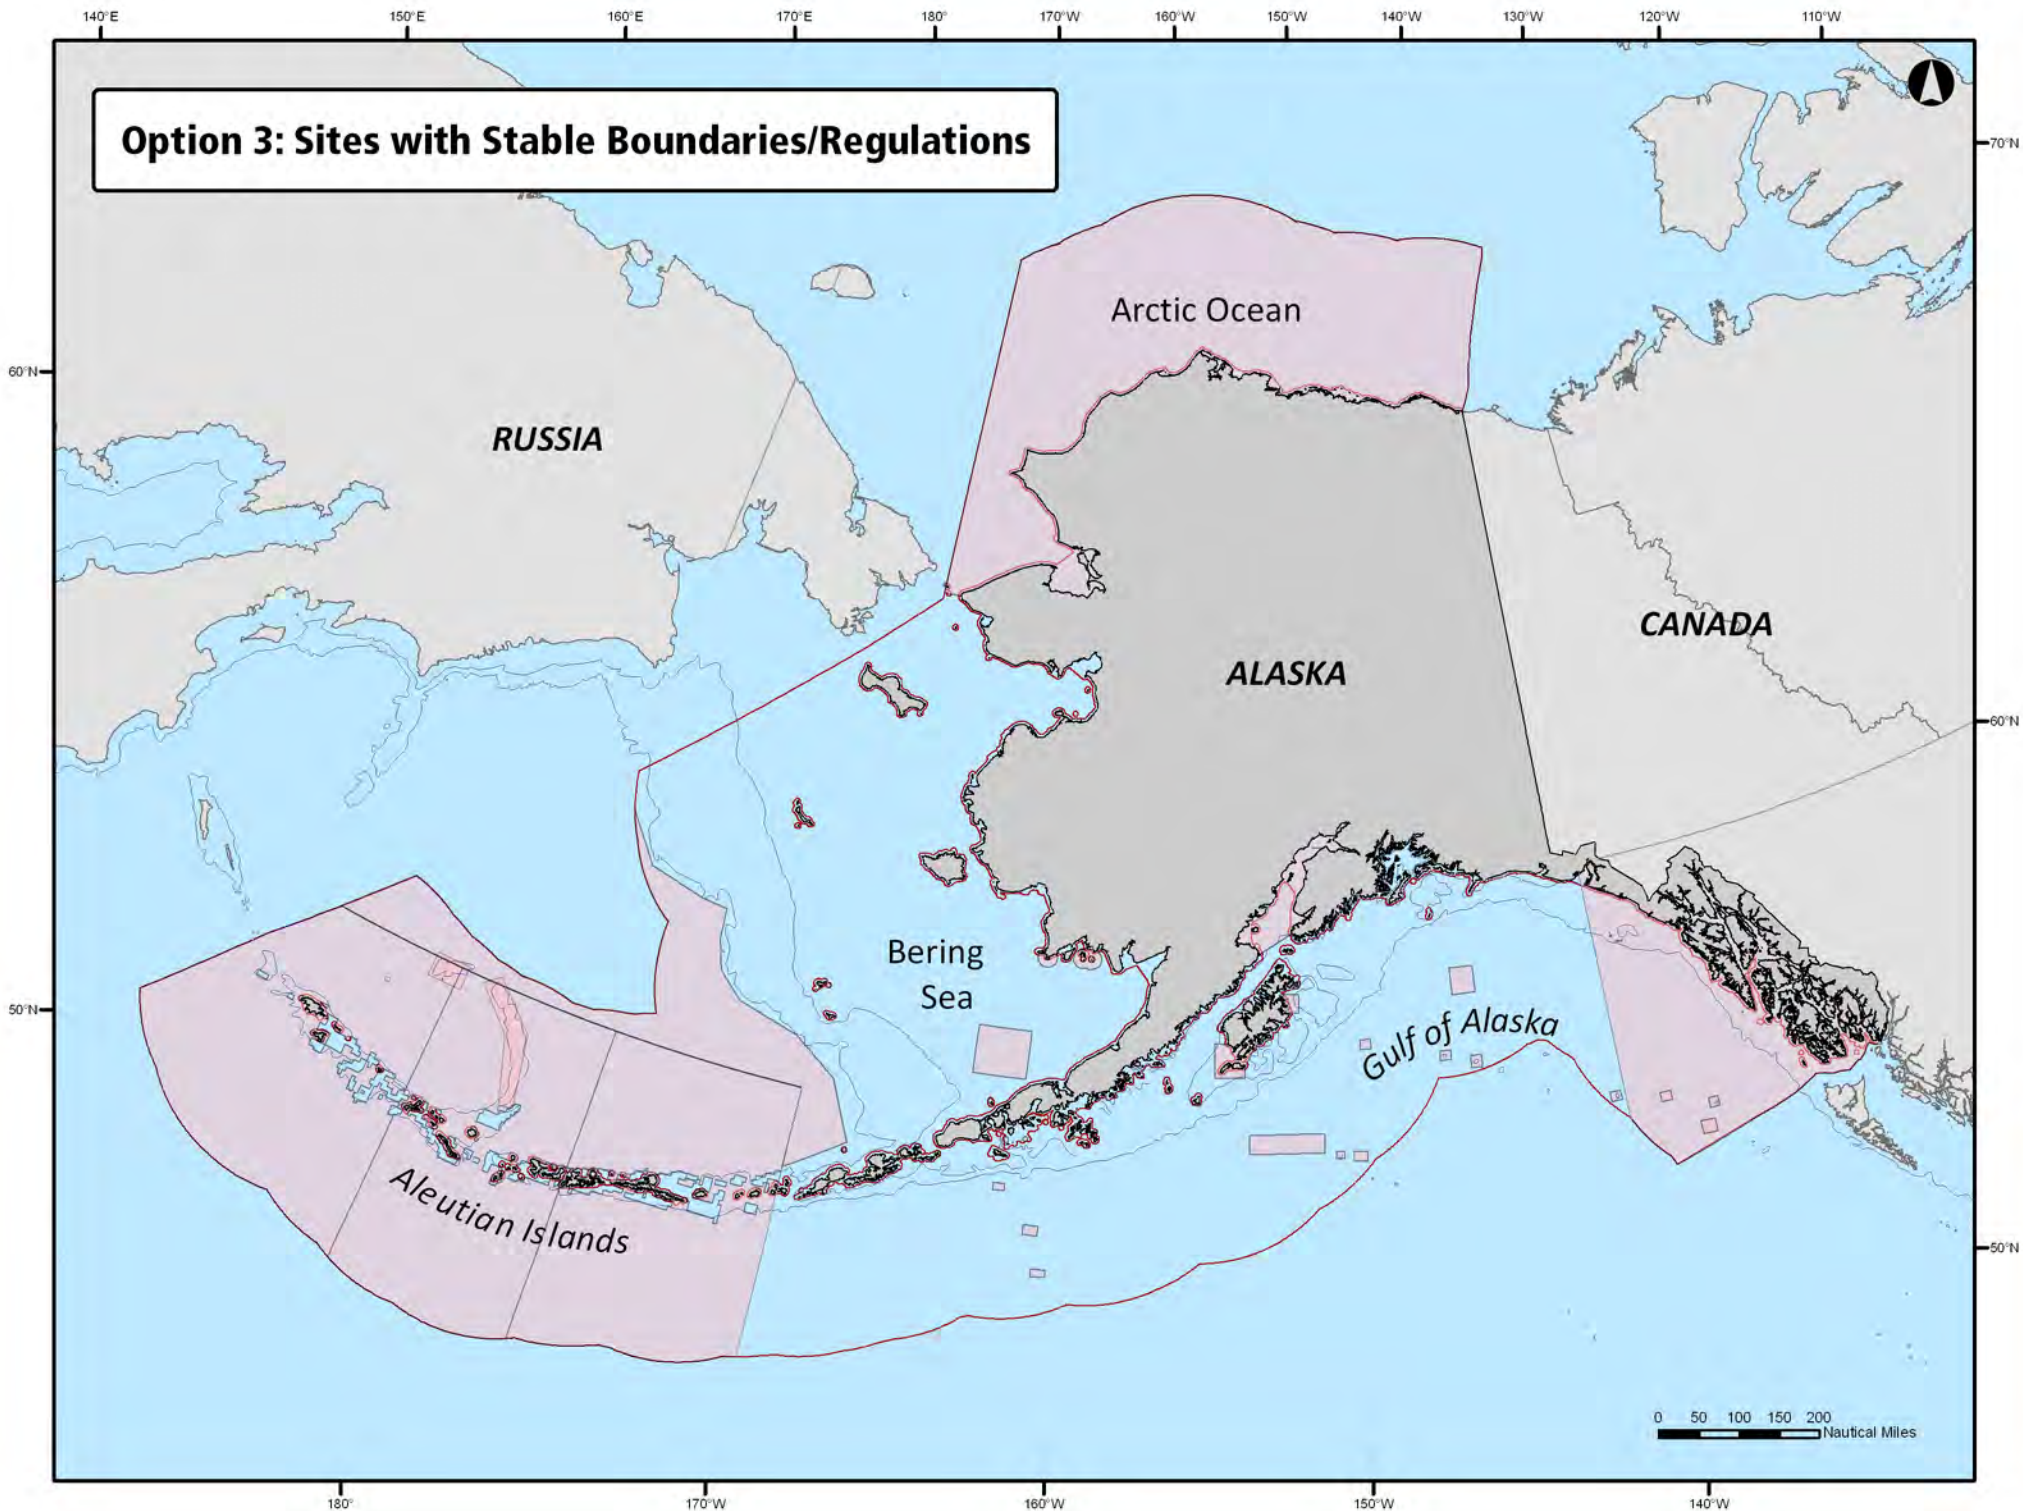 140°E 150°E 160°E 170°E 180° 170°W 160°W 150°W 140°W 130°W 120°W 110°W
Option 3: Sites with Stable Boundaries/Regulations
70°N
Arctic Ocean
60°N
RUSSIA
CANADA
ALASKA
60°N
Bering
Sea
50°N
Gulf of Alaska
Aleutian Islands
50°N
0 50 100 150 200
Nautical Miles
180° 170°W 160°W 150°W 140°W